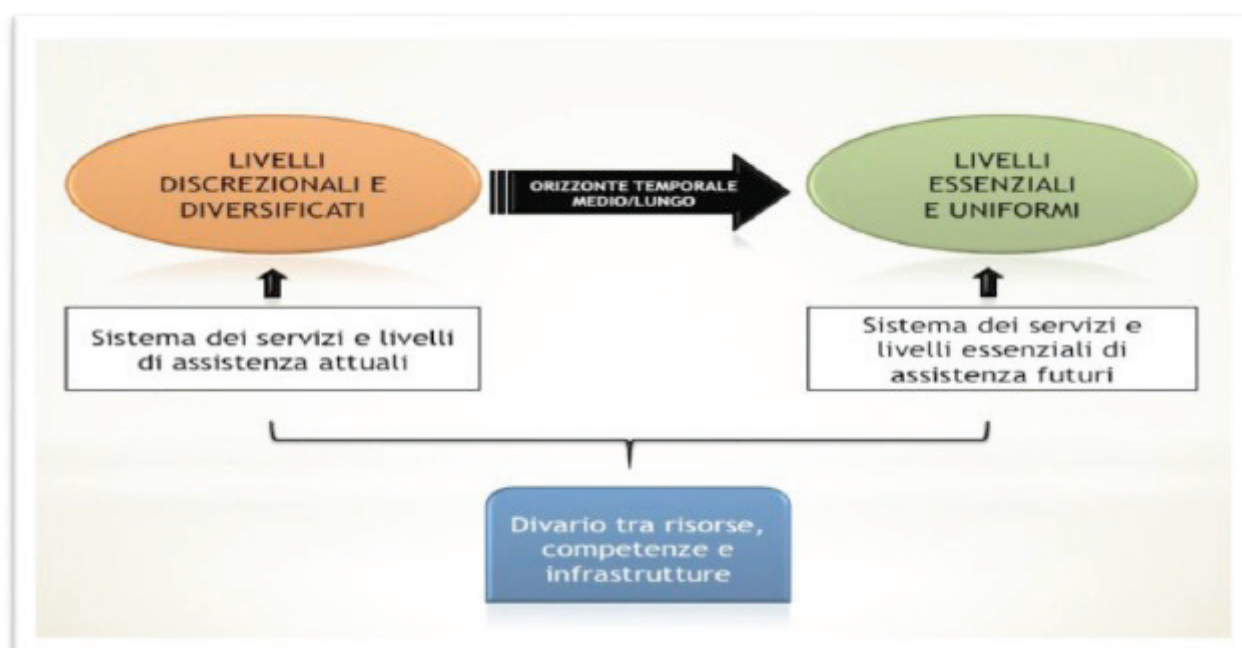 LIVELLI
DISCREZIONALI E
DIVERSIFICATI
ORIZZONTE TEMPORALE
MEDIO/LUNGO
LIVELLI
ESSENZIALI
E UNIFORMI
Sistema dei servizi e livelli
di assistenza attuali
Sistema dei servizi e
livelli essenziali di
assistenza futuri
Divario tra risorse,
competenze e
infrastrutture